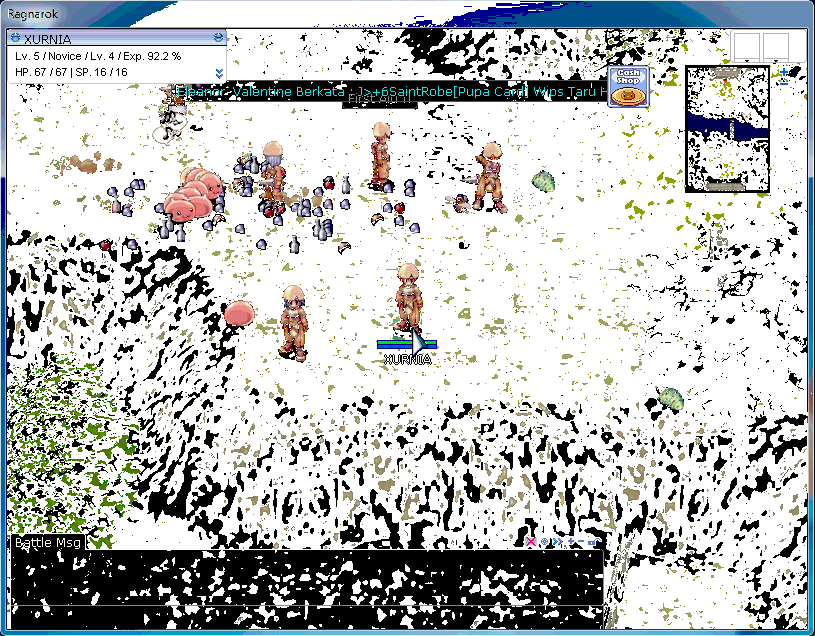 Ragnarok
XURNIA
Lv. 5 / Novice / Lv. 4 / Exp. 92.2 %
HP. 67 / 67 | SP. 16 / 16
Cash
Shop
Eleanor-Valentine Berkata : J>+6SaintRobe[Pupa Card] Wips Taru H
First Aid !!
XURNIA
Battle Msg